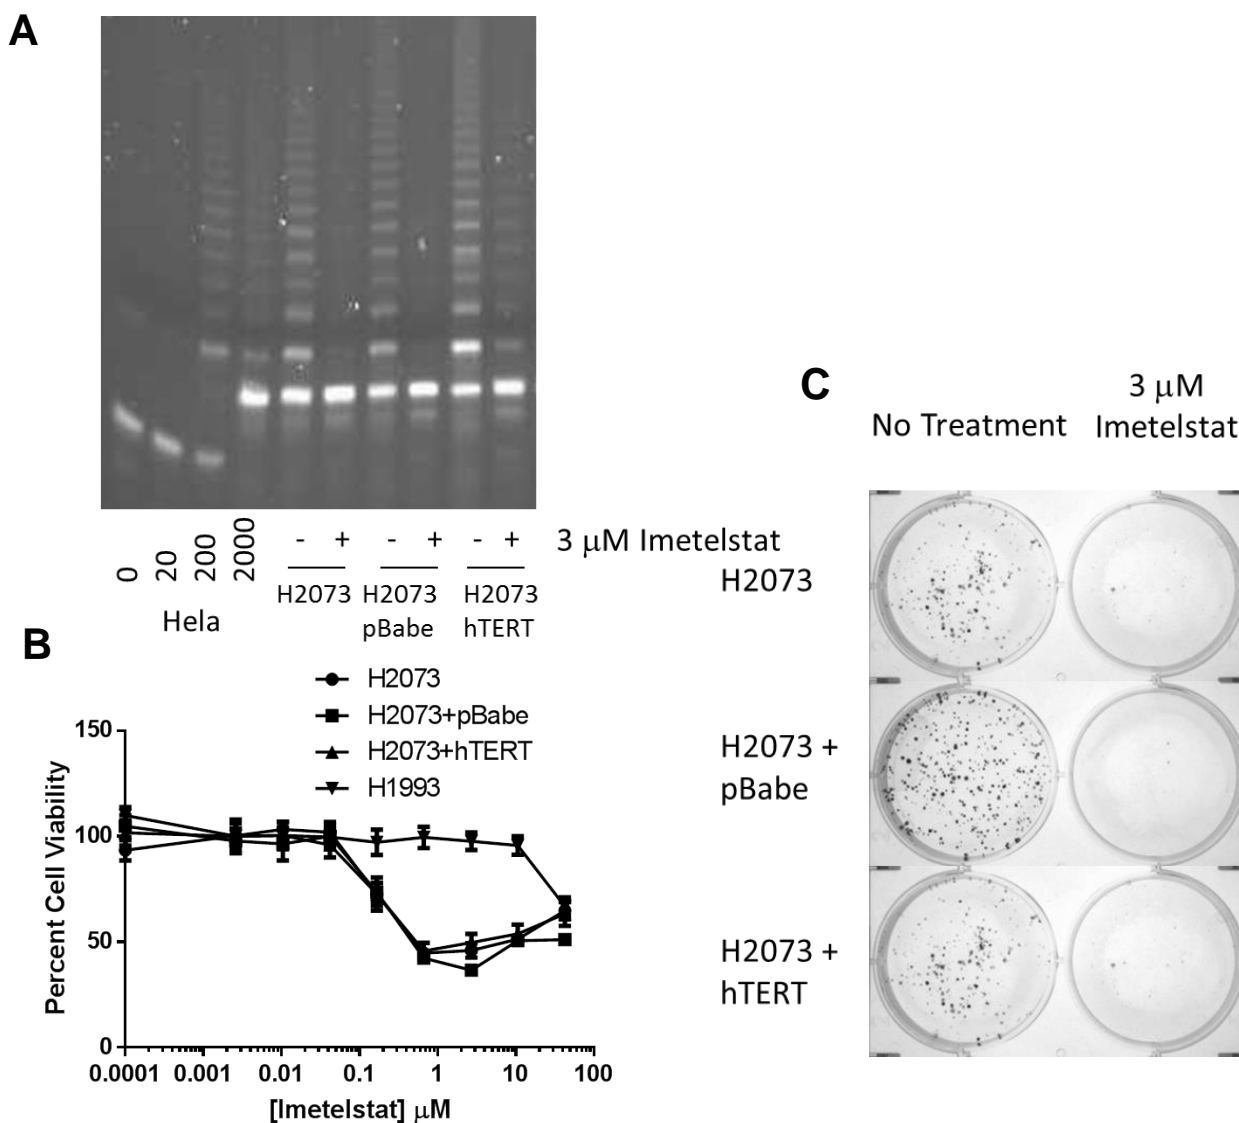 A
0
20
200
2000
Hela
- + - + - + 3 μM Imetelstat
H2073
H2073
pBabe
H2073
hTERT
B
H2073
H2073+pBabe
H2073+hTERT
H1993
150
100
50
0
Percent Cell Viability
0.0001 0.001 0.01 0.1 1 10 100
[Imetelstat] μM
C
No Treatment
3 μM
Imetelstat
H2073
H2073 +
pBabe
H2073 +
hTERT